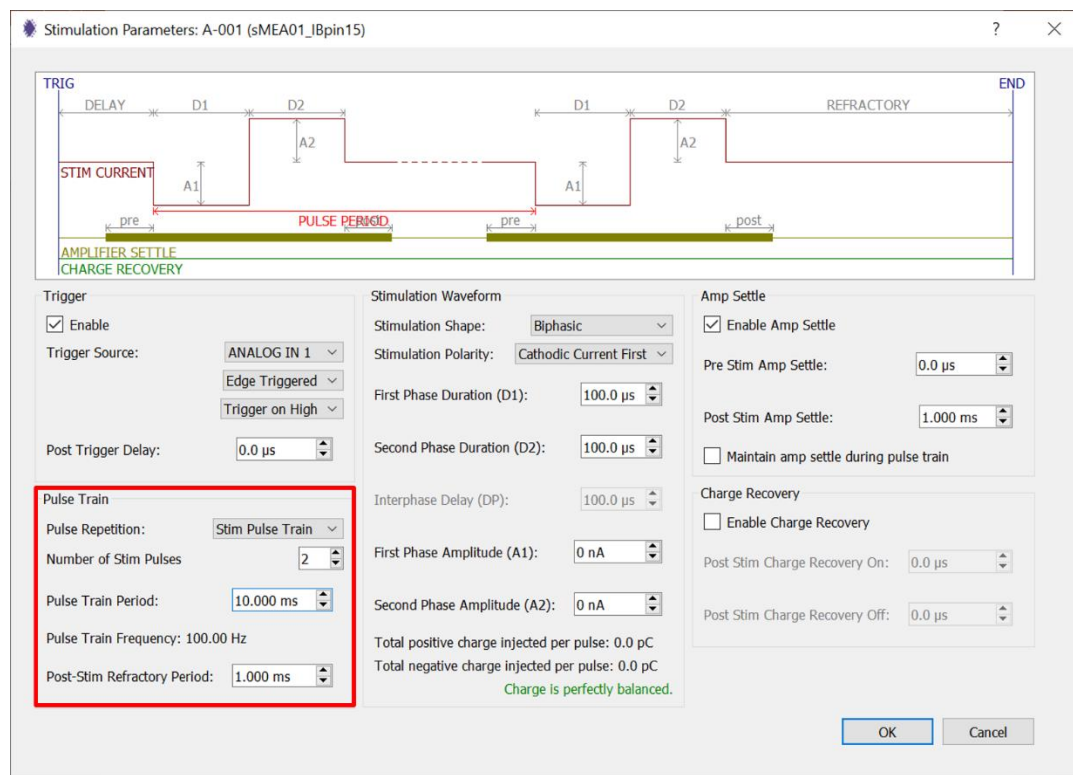 Stimulation Parameters: A-001 (sMEA01_IBpin15)
?
TRIG
END
DELAY D1 D2 D1 D2 REFRACTORY
A2 A2
STIM CURRENT
A1 A1
PULSE PERIOD
pre post pre post
AMPLIFIER SETTLE
CHARGE RECOVERY
Trigger
Enable
Trigger Source: ANALOG IN 1
Edge Triggered
Trigger on High
Post Trigger Delay: 0.0 µs
Pulse Train
Pulse Repetition: Stim Pulse Train
Number of Stim Pulses 2
Pulse Train Period: 10.000 ms
Pulse Train Frequency: 100.00 Hz
Post-Stim Refractory Period: 1.000 ms
Stimulation Waveform
Stimulation Shape: Biphasic
Stimulation Polarity: Cathodic Current First
First Phase Duration (D1): 100.0 µs
Second Phase Duration (D2): 100.0 µs
Interphase Delay (DP): 100.0 µs
First Phase Amplitude (A1): 0 nA
Second Phase Amplitude (A2): 0 nA
Total positive charge injected per pulse: 0.0 pC
Total negative charge injected per pulse: 0.0 pC
Charge is perfectly balanced.
Amp Settle
Enable Amp Settle
Pre Stim Amp Settle: 0.0 µs
Post Stim Amp Settle: 1.000 ms
Maintain amp settle during pulse train
Charge Recovery
Enable Charge Recovery
Post Stim Charge Recovery On: 0.0 µs
Post Stim Charge Recovery Off: 0.0 µs
OK Cancel